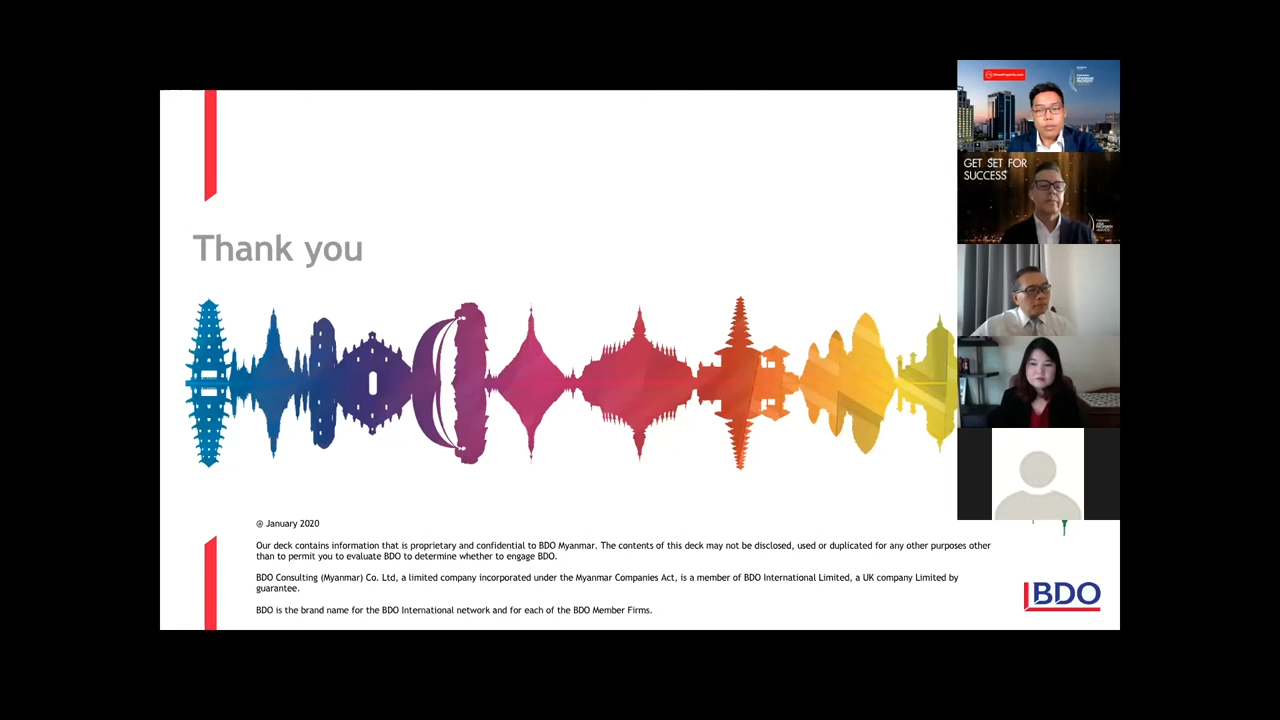 GET SET FOR
SUCCESS
Thank you
@ January 2020
Our deck contains information that is proprietary and confidential to BDO Myanmar. The contents of this deck may not be disclosed, used or duplicated for any other purposes other
than to permit you to evaluate BDO to determine whether to engage BDO.
BDO Consulting (Myanmar) Co. Ltd, a limited company incorporated under the Myanmar Companies Act, is a member of BDO International Limited, a UK company Limited by
guarantee.
BDO is the brand name for the BDO International network and for each of the BDO Member Firms.
BDO